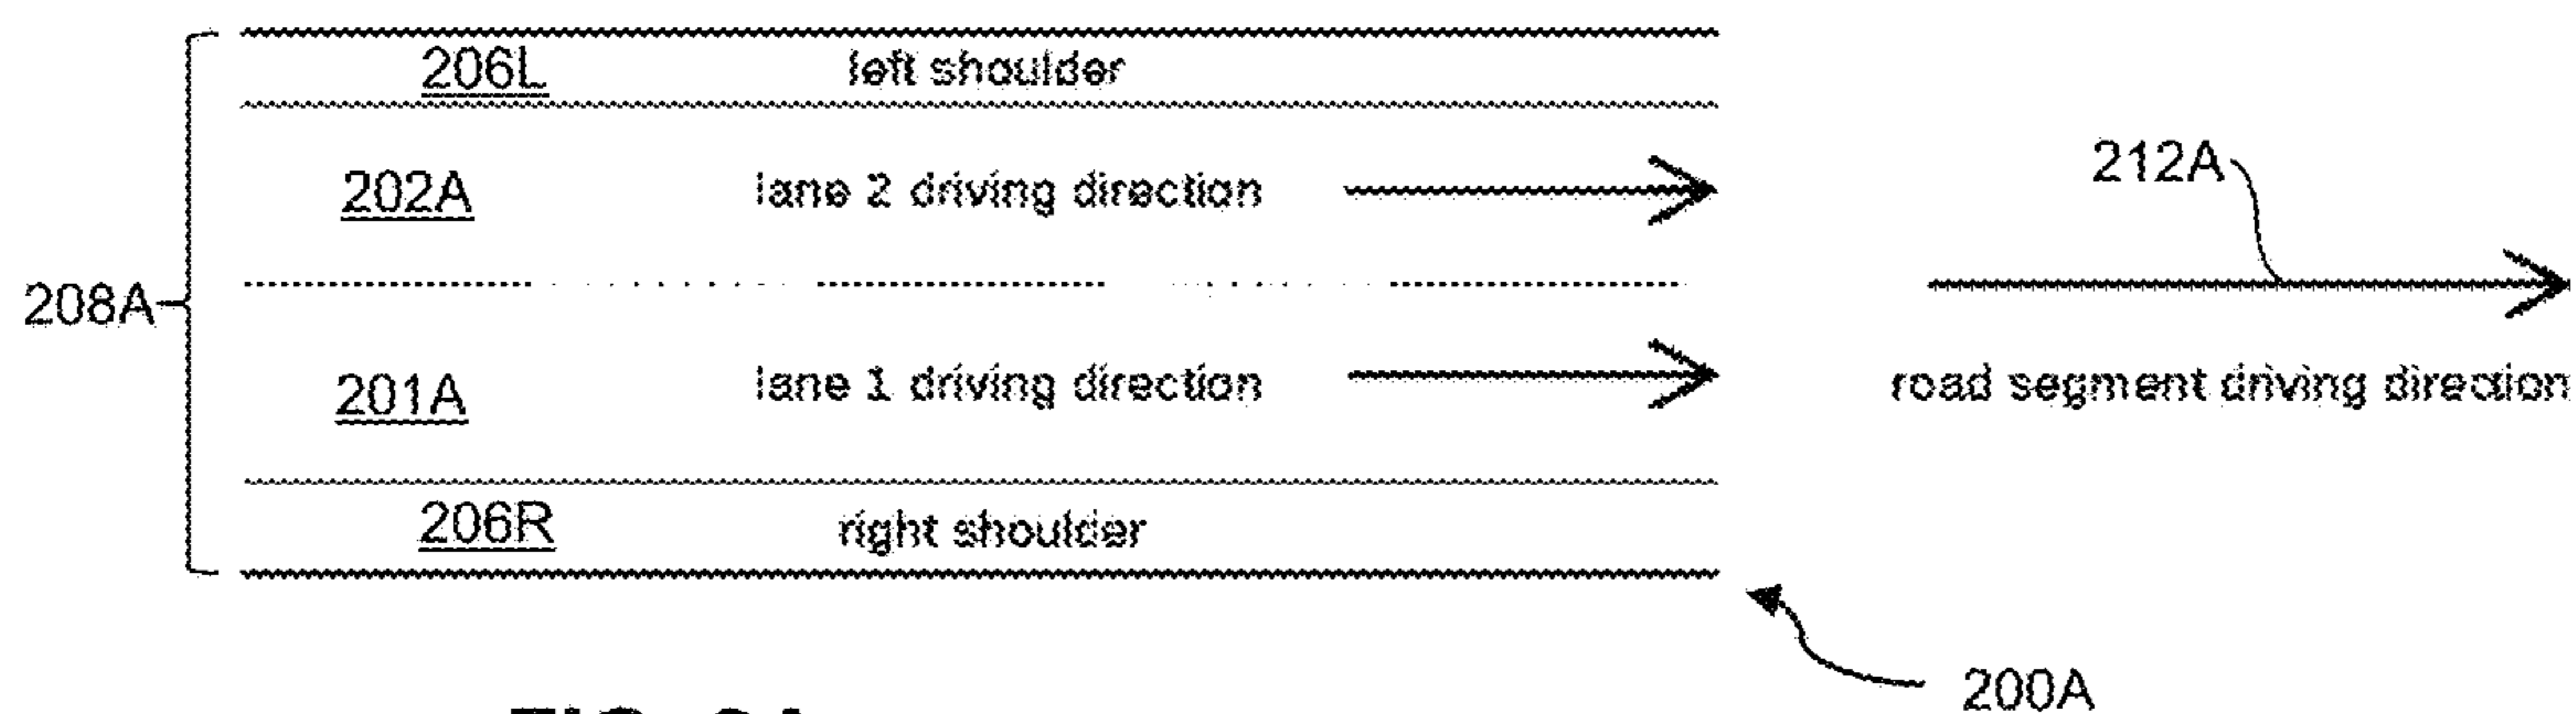 206L left shoulder
202A lane 2 driving direction
212A
208A
201A lane 1 driving direction
road segment driving direction
206R right shoulder
200A